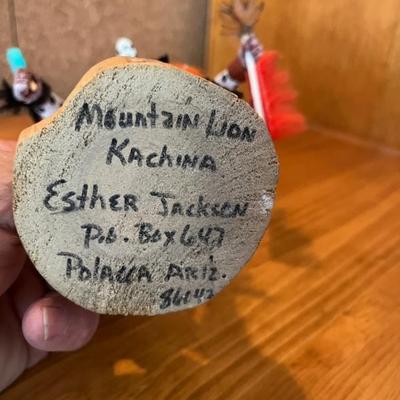 Mountain Lion
Kachina
Esther Jackson
P.O. Box 647
Polacca Ariz.
86042